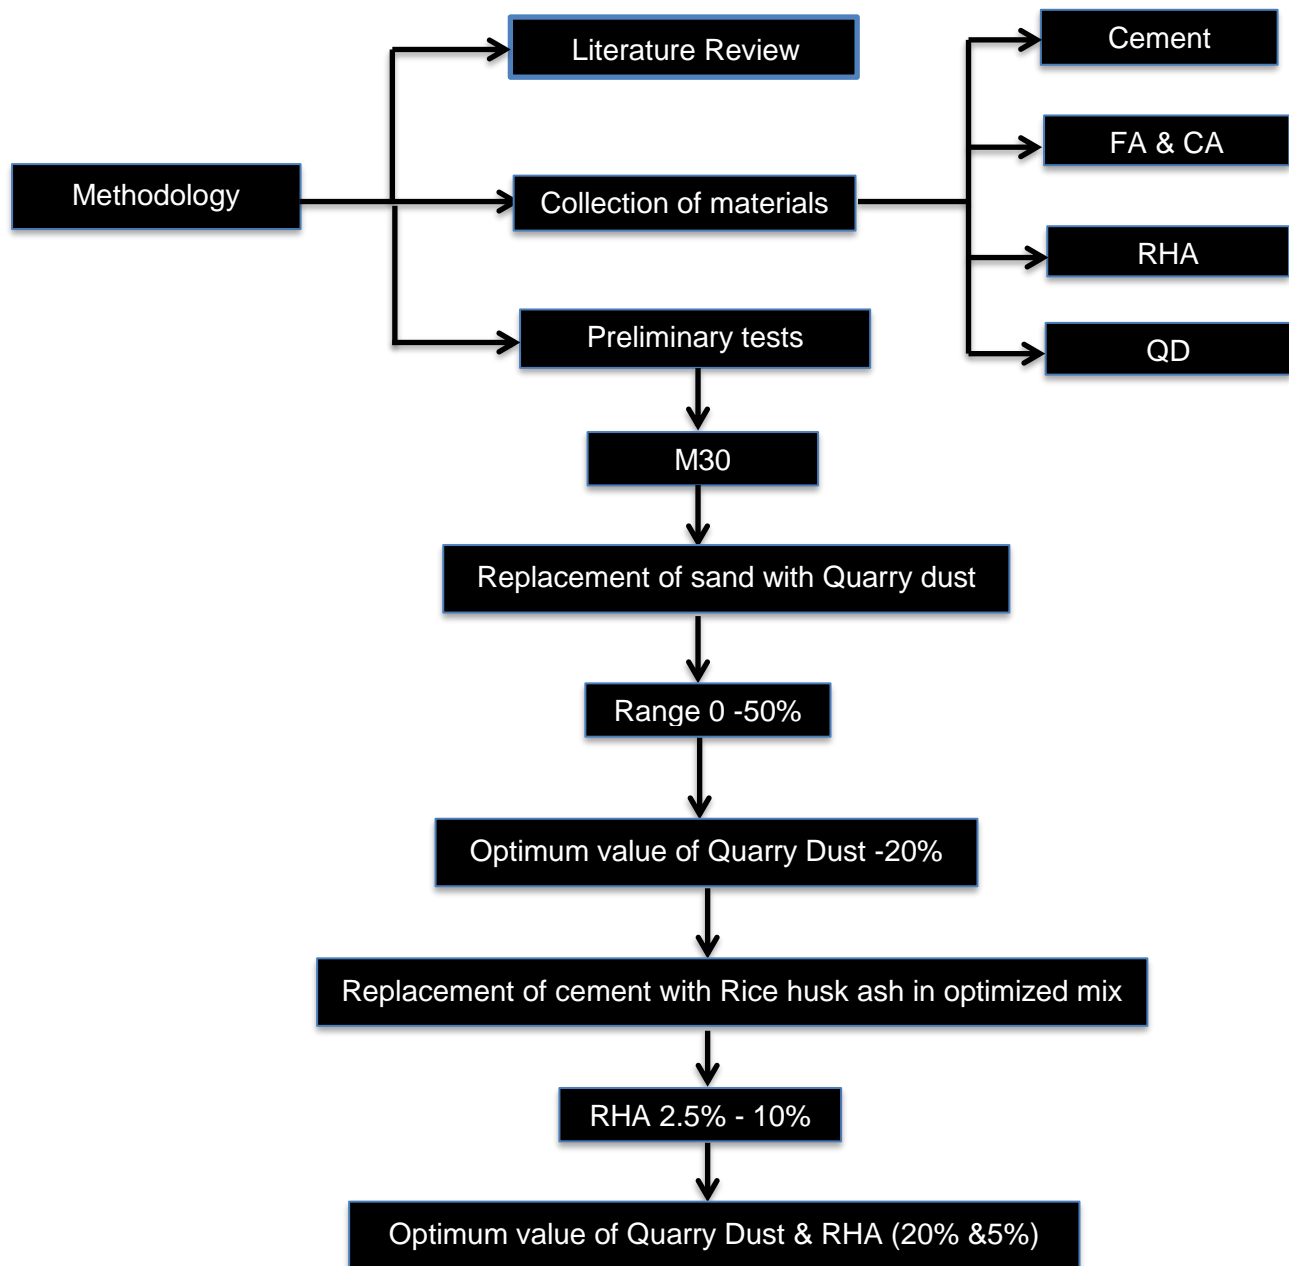 Literature Review
Cement
FA & CA
Methodology
Collection of materials
RHA
Preliminary tests
QD
M30
Replacement of sand with Quarry dust
Range 0 -50%
Optimum value of Quarry Dust -20%
Replacement of cement with Rice husk ash in optimized mix
RHA 2.5% - 10%
Optimum value of Quarry Dust & RHA (20% &5%)